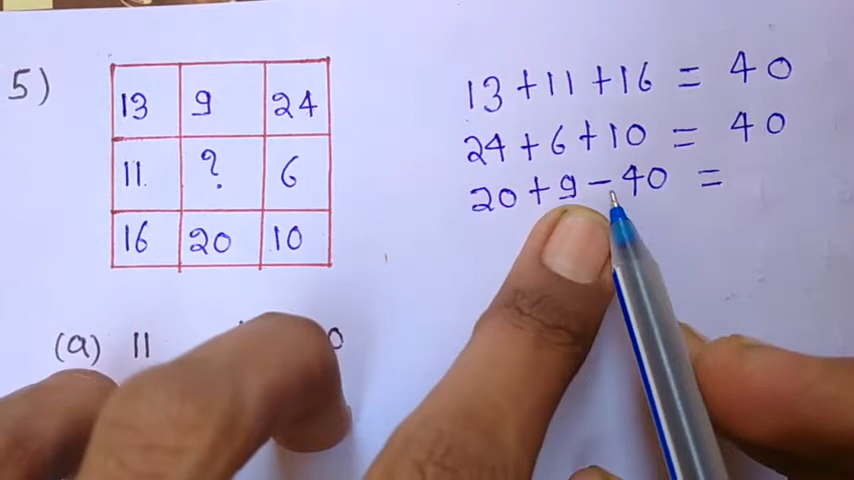 5)
13 9 24
11. ? 6
16 20 10
13 + 11 + 16 = 40
24 + 6 + 10 = 40
20 + 9 - 40 =
(a) 11